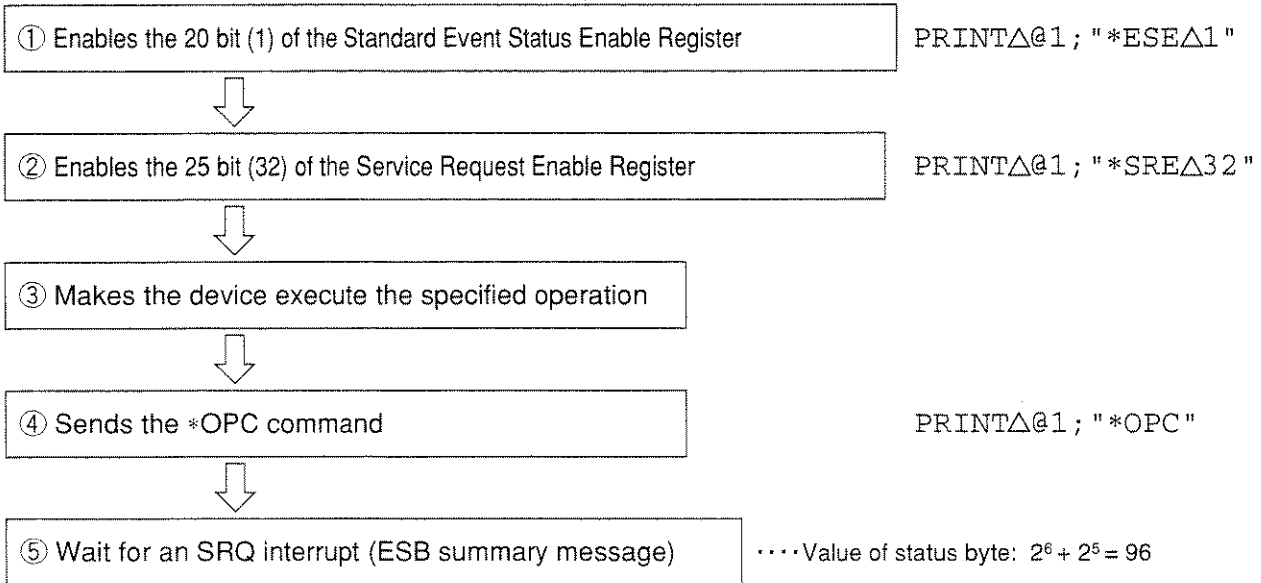 ① Enables the 20 bit (1) of the Standard Event Status Enable Register PRINT△@1;"*ESE△1"
② Enables the 25 bit (32) of the Service Request Enable Register PRINT△@1;"*SRE△32"
③ Makes the device execute the specified operation
④ Sends the *OPC command PRINT△@1;"*OPC"
⑤ Wait for an SRQ interrupt (ESB summary message) ····Value of status byte: 2⁶ + 2⁵ = 96